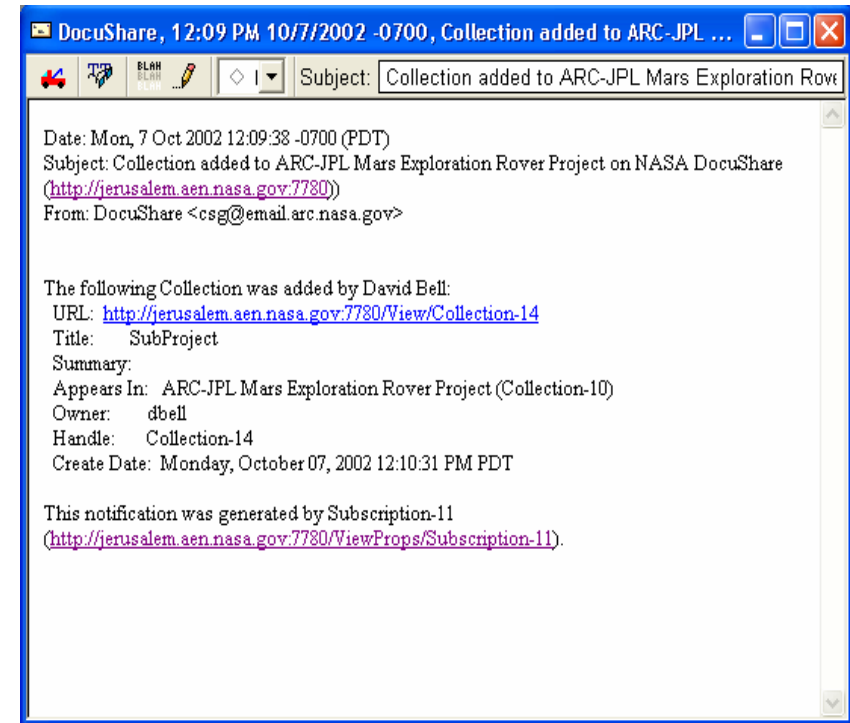 DocuShare, 12:09 PM 10/7/2002 -0700, Collection added to ARC-JPL ...
BLAH
BLAH
Subject: Collection added to ARC-JPL Mars Exploration Rove
Date: Mon, 7 Oct 2002 12:09:38 -0700 (PDT)
Subject: Collection added to ARC-JPL Mars Exploration Rover Project on NASA DocuShare
(http://jerusalem.aen.nasa.gov:7780))
From: DocuShare <csg@email.arc.nasa.gov>
The following Collection was added by David Bell:
URL: http://jerusalem.aen.nasa.gov:7780/View/Collection-14
Title: SubProject
Summary:
Appears In: ARC-JPL Mars Exploration Rover Project (Collection-10)
Owner: dbell
Handle: Collection-14
Create Date: Monday, October 07, 2002 12:10:31 PM PDT
This notification was generated by Subscription-11
(http://jerusalem.aen.nasa.gov:7780/ViewProps/Subscription-11).